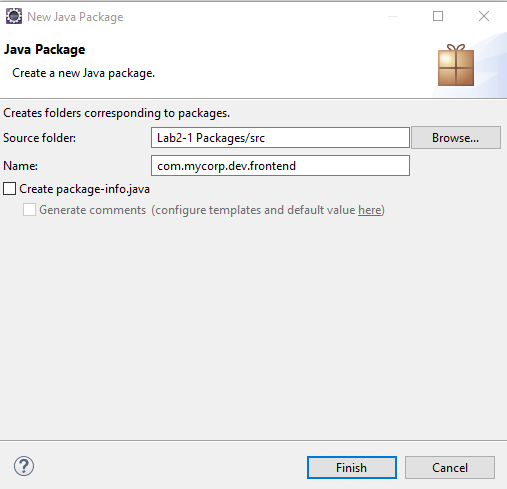 New Java Package
Java Package
Create a new Java package.
Creates folders corresponding to packages.
Source folder: Lab2-1 Packages/src Browse...
Name: com.mycorp.dev.frontend
Create package-info.java
Generate comments (configure templates and default value here)
? Finish Cancel